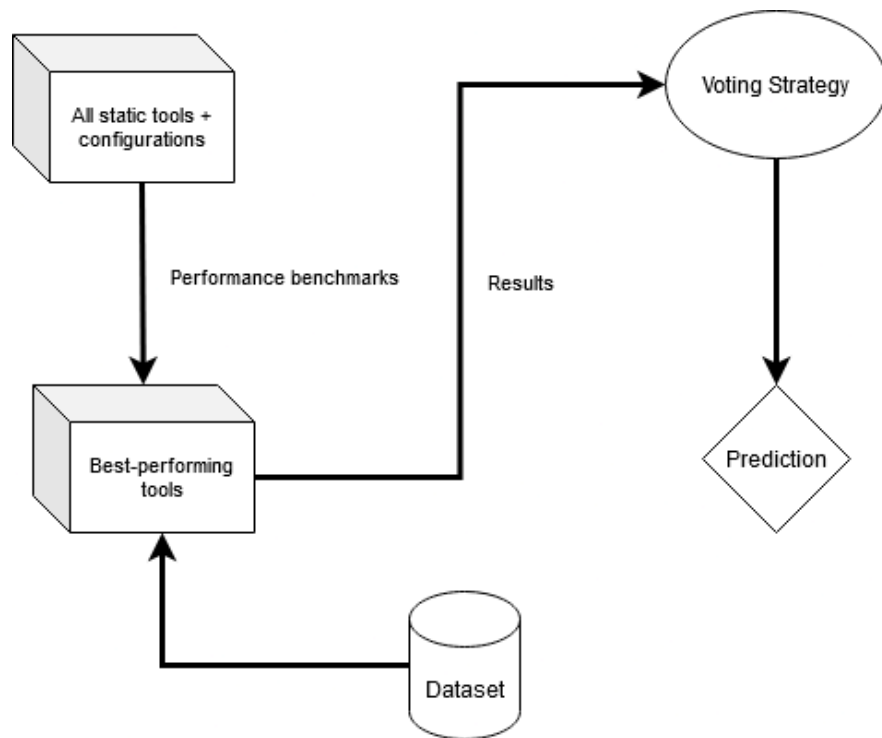 All static tools +
configurations
Voting Strategy
Performance benchmarks
Results
Best-performing
tools
Prediction
Dataset